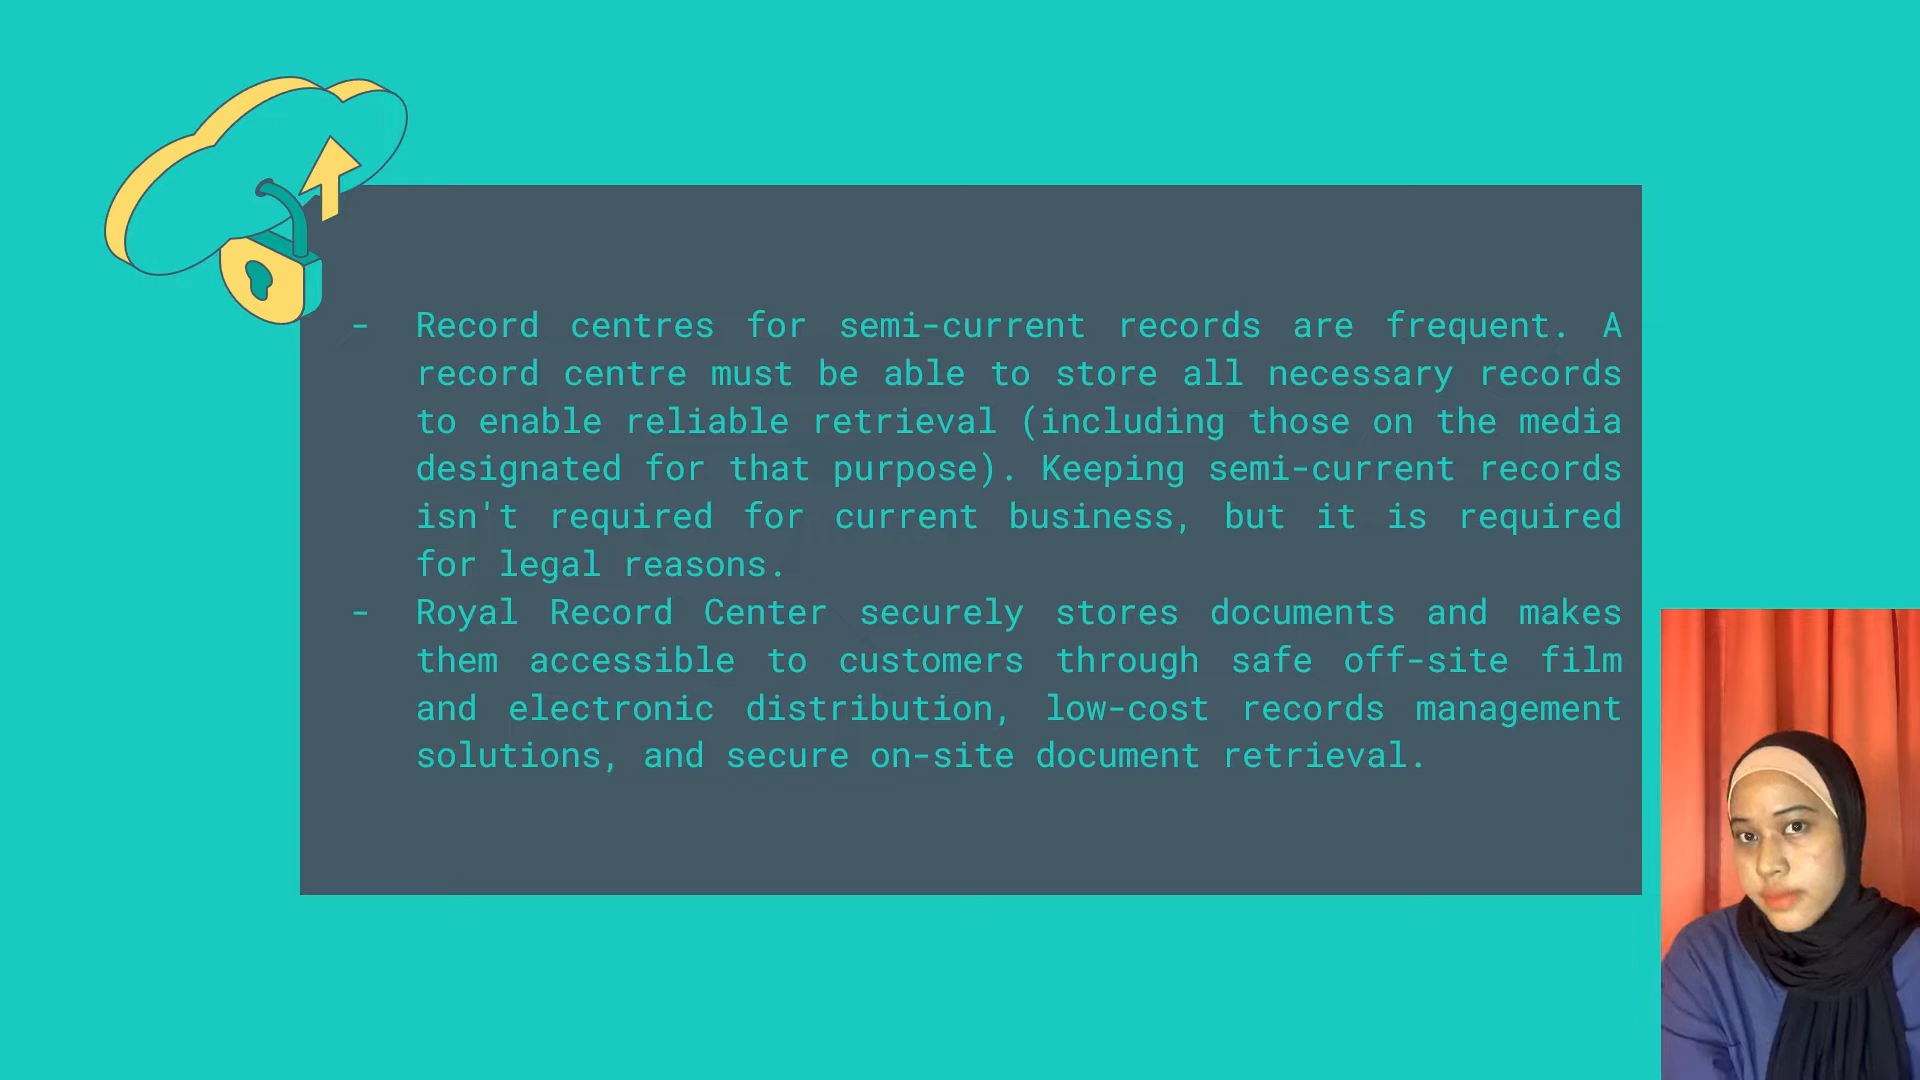 - Record centres for semi-current records are frequent. A
record centre must be able to store all necessary records
to enable reliable retrieval (including those on the media
designated for that purpose). Keeping semi-current records
isn't required for current business, but it is required
for legal reasons.
- Royal Record Center securely stores documents and makes
them accessible to customers through safe off-site film
and electronic distribution, low-cost records management
solutions, and secure on-site document retrieval.